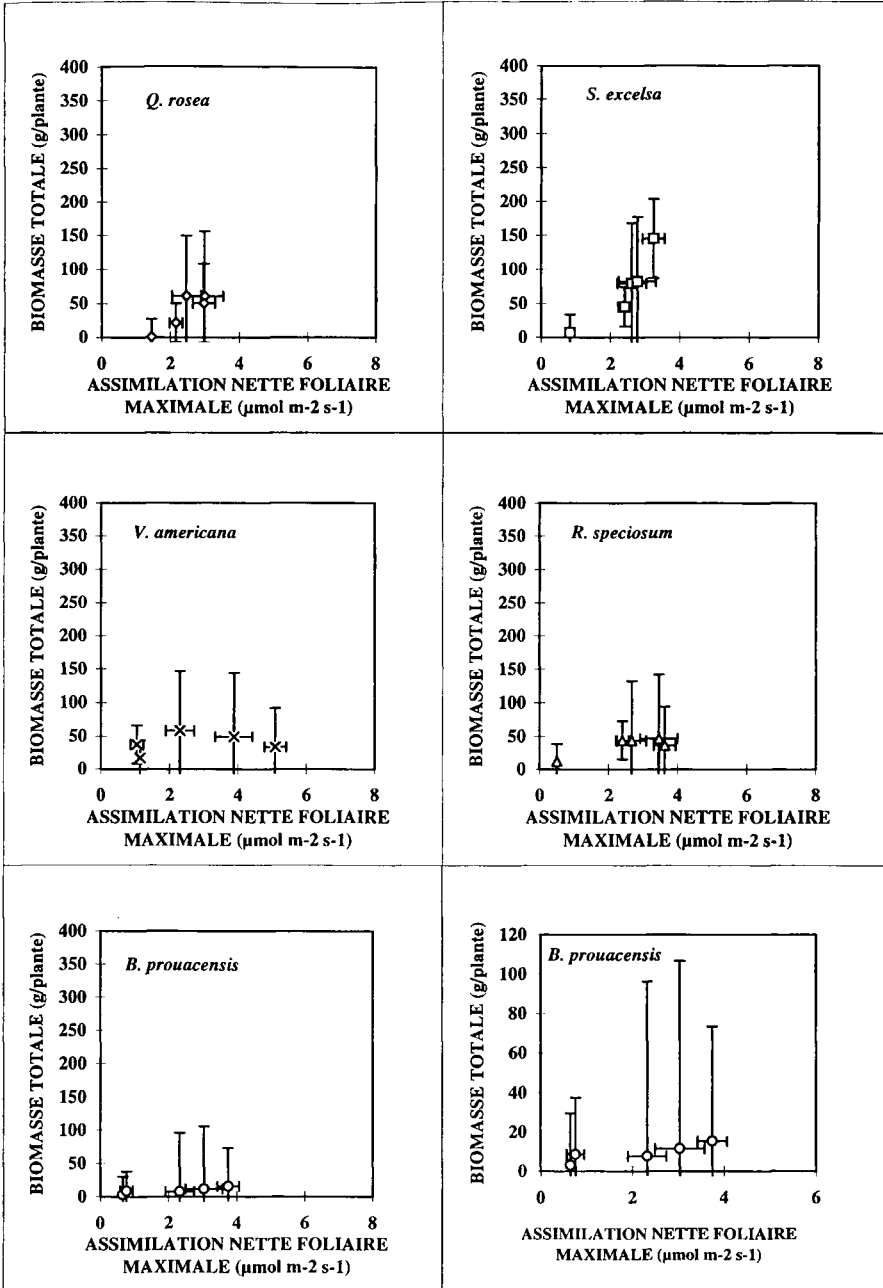 Q. rosea
BIOMASSE TOTALE (g/plante)
400
350
300
250
200
150
100
50
0
0 2 4 6 8
ASSIMILATION NETTE FOLIAIRE
MAXIMALE (µmol m-2 s-1)
S. excelsa
BIOMASSE TOTALE (g/plante)
400
350
300
250
200
150
100
50
0
0 2 4 6 8
ASSIMILATION NETTE FOLIAIRE
MAXIMALE (µmol m-2 s-1)
V. americana
BIOMASSE TOTALE (g/plante)
400
350
300
250
200
150
100
50
0
0 2 4 6 8
ASSIMILATION NETTE FOLIAIRE
MAXIMALE (µmol m-2 s-1)
R. speciosum
BIOMASSE TOTALE (g/plante)
400
350
300
250
200
150
100
50
0
0 2 4 6 8
ASSIMILATION NETTE FOLIAIRE
MAXIMALE (µmol m-2 s-1)
B. prouacensis
BIOMASSE TOTALE (g/plante)
400
350
300
250
200
150
100
50
0
0 2 4 6 8
ASSIMILATION NETTE FOLIAIRE
MAXIMALE (µmol m-2 s-1)
B. prouacensis
BIOMASSE TOTALE (g/plante)
120
100
80
60
40
20
0
0 2 4 6
ASSIMILATION NETTE FOLIAIRE
MAXIMALE (µmol m-2 s-1)